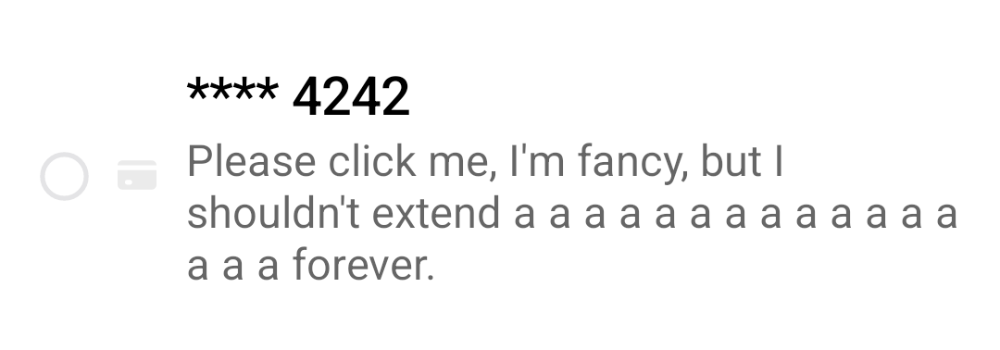 **** 4242
Please click me, I'm fancy, but I
shouldn't extend a a a a a a a a a a a a a
a a a forever.